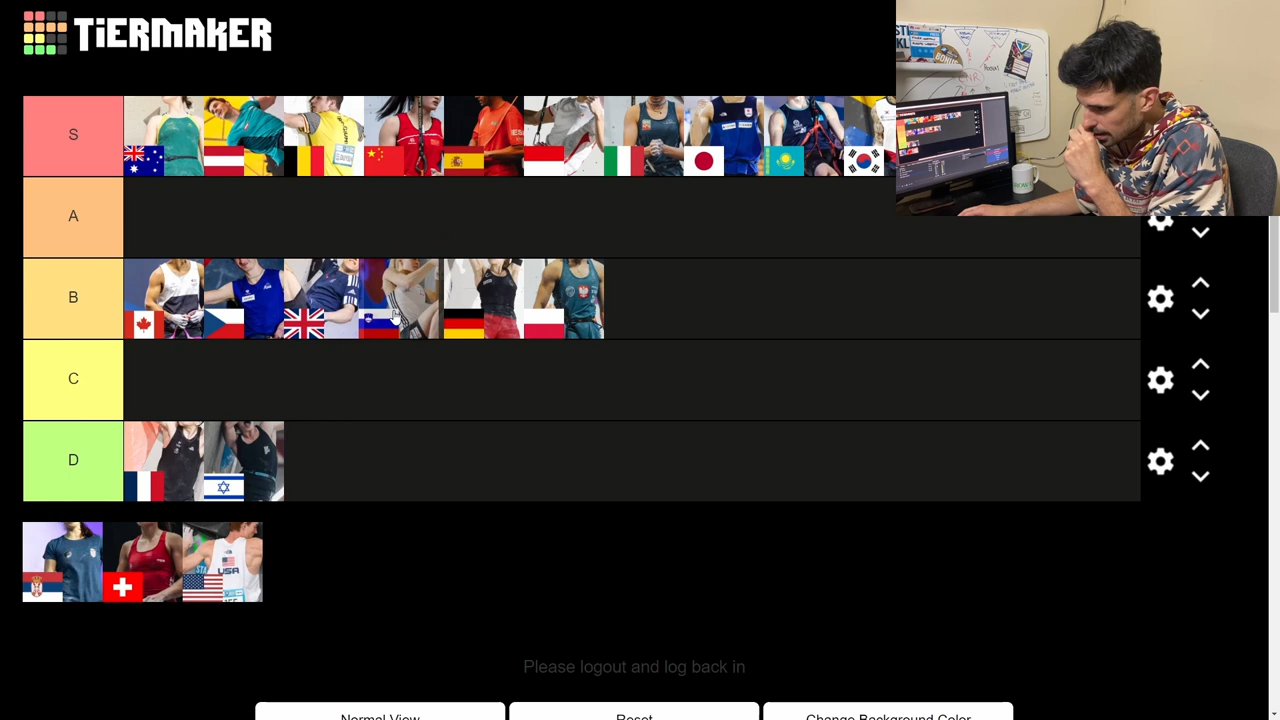 TiERMAKER
S
A
B
C
D
USA
Please logout and log back in
Normal View
Reset
Change Background Color